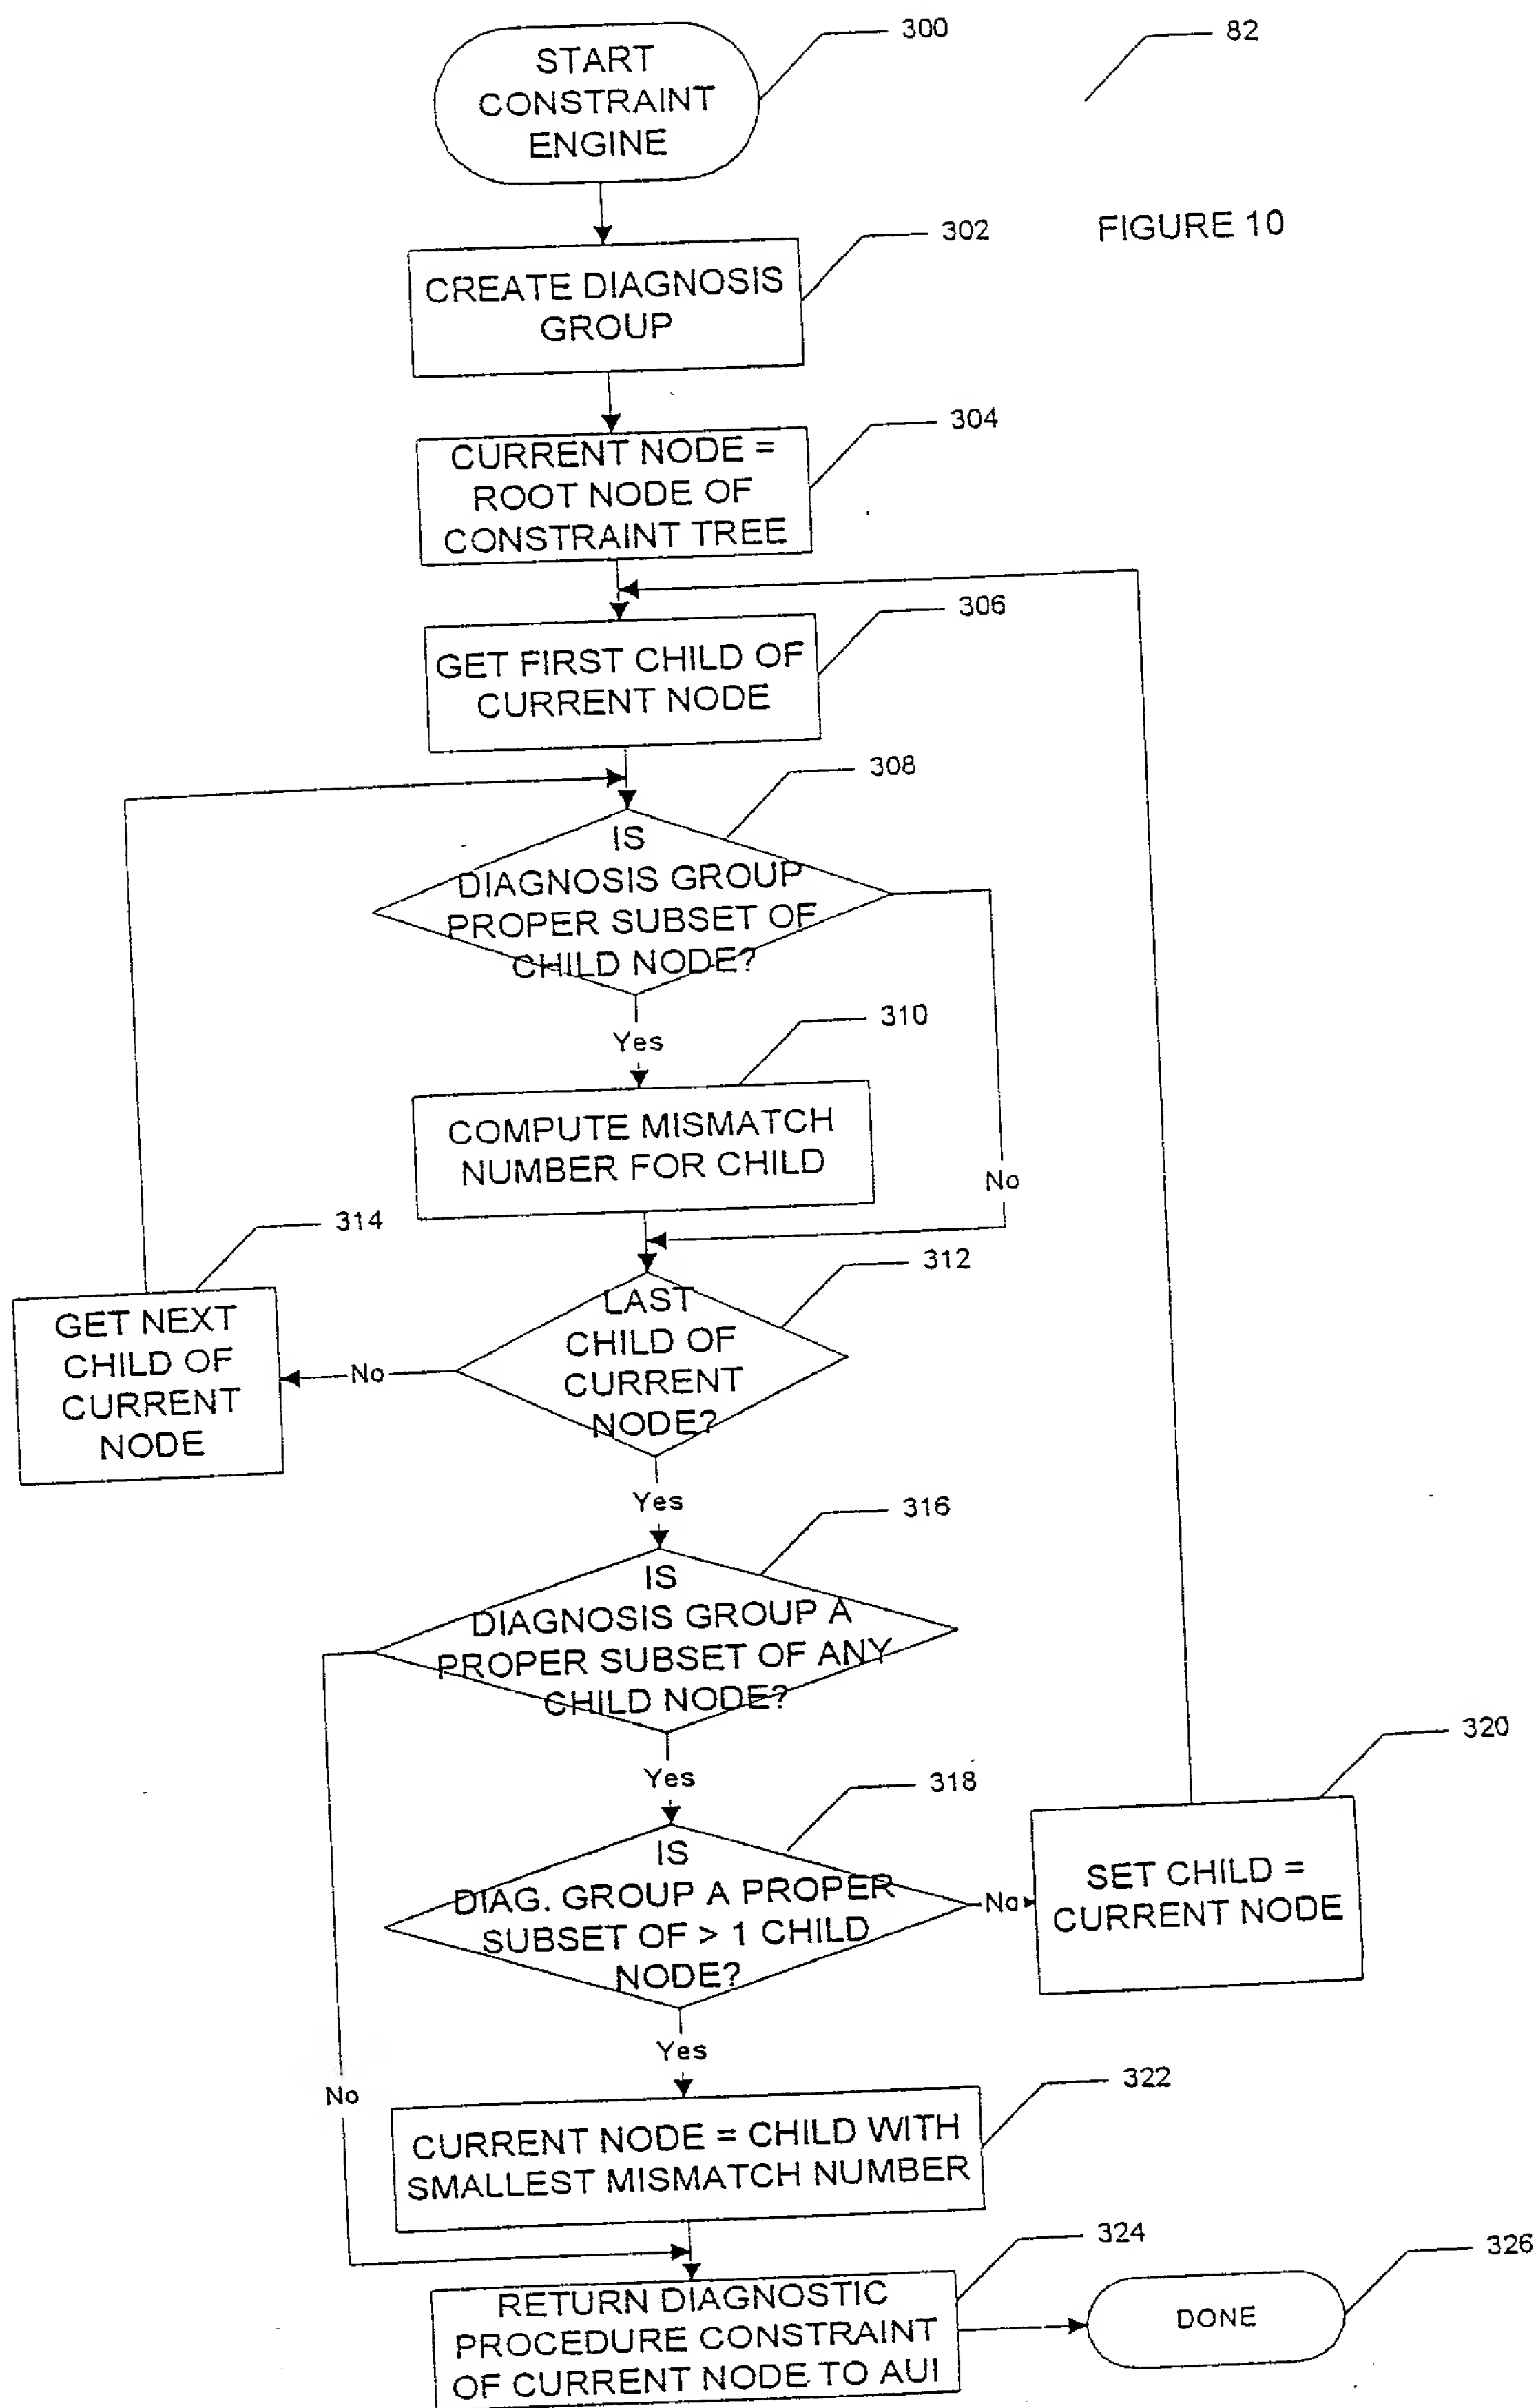 300
82
START
CONSTRAINT
ENGINE
FIGURE 10
302
CREATE DIAGNOSIS
GROUP
304
CURRENT NODE =
ROOT NODE OF
CONSTRAINT TREE
306
GET FIRST CHILD OF
CURRENT NODE
308
IS
DIAGNOSIS GROUP
PROPER SUBSET OF
CHILD NODE?
310
Yes
COMPUTE MISMATCH
NUMBER FOR CHILD
No
314
312
GET NEXT
CHILD OF
CURRENT
NODE
No
LAST
CHILD OF
CURRENT
NODE?
Yes
316
IS
DIAGNOSIS GROUP A
PROPER SUBSET OF ANY
CHILD NODE?
320
Yes
318
IS
DIAG. GROUP A PROPER
SUBSET OF > 1 CHILD
NODE?
No
SET CHILD =
CURRENT NODE
Yes
No
322
CURRENT NODE = CHILD WITH
SMALLEST MISMATCH NUMBER
324
326
RETURN DIAGNOSTIC
PROCEDURE CONSTRAINT
OF CURRENT NODE TO AUI
DONE